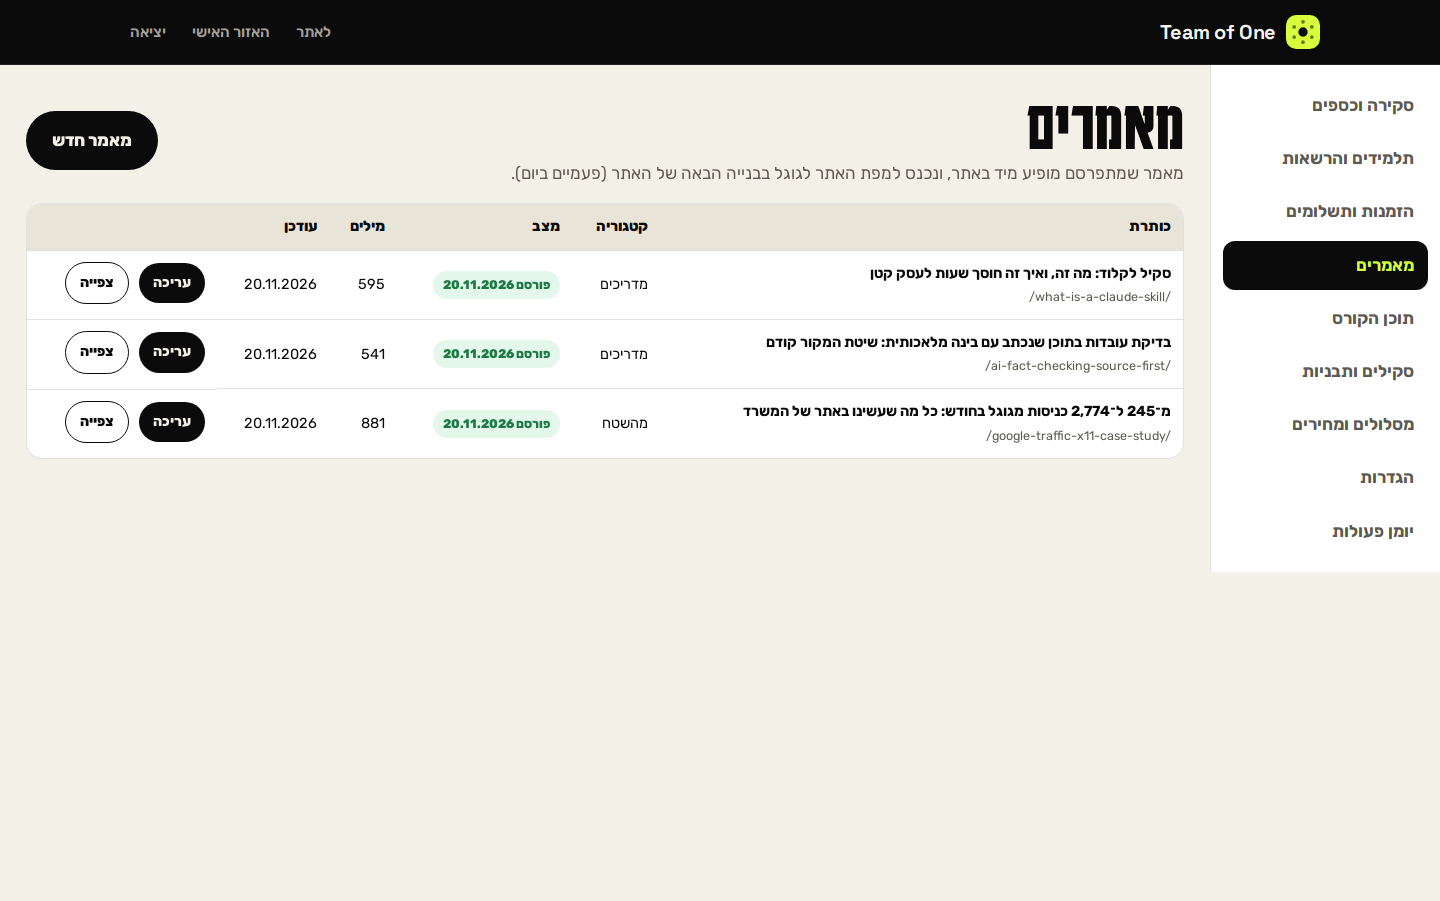 Team of One
לאתר
האזור האישי
יציאה
סקירה וכספים
תלמידים והרשאות
הזמנות ותשלומים
מאמרים
תוכן הקורס
סקילים ותבניות
מסלולים ומחירים
הגדרות
יומן פעולות
מאמרים
מאמר שמתפרסם מופיע מיד באתר, ונכנס למפת האתר לגוגל בבנייה הבאה של האתר (פעמיים ביום).
מאמר חדש
כותרת קטגוריה מצב מילים עודכן
סקיל לקלוד: מה זה, ואיך זה חוסך שעות לעסק קטן
/what-is-a-claude-skill/
מדריכים פורסם 20.11.2026 595 20.11.2026 עריכה צפייה
בדיקת עובדות בתוכן שנכתב עם בינה מלאכותית: שיטת המקור קודם
/ai-fact-checking-source-first/
מדריכים פורסם 20.11.2026 541 20.11.2026 עריכה צפייה
מ־245 ל־2,774 כניסות מגוגל בחודש: כל מה שעשינו באתר של המשרד
/google-traffic-x11-case-study/
מהשטח פורסם 20.11.2026 881 20.11.2026 עריכה צפייה